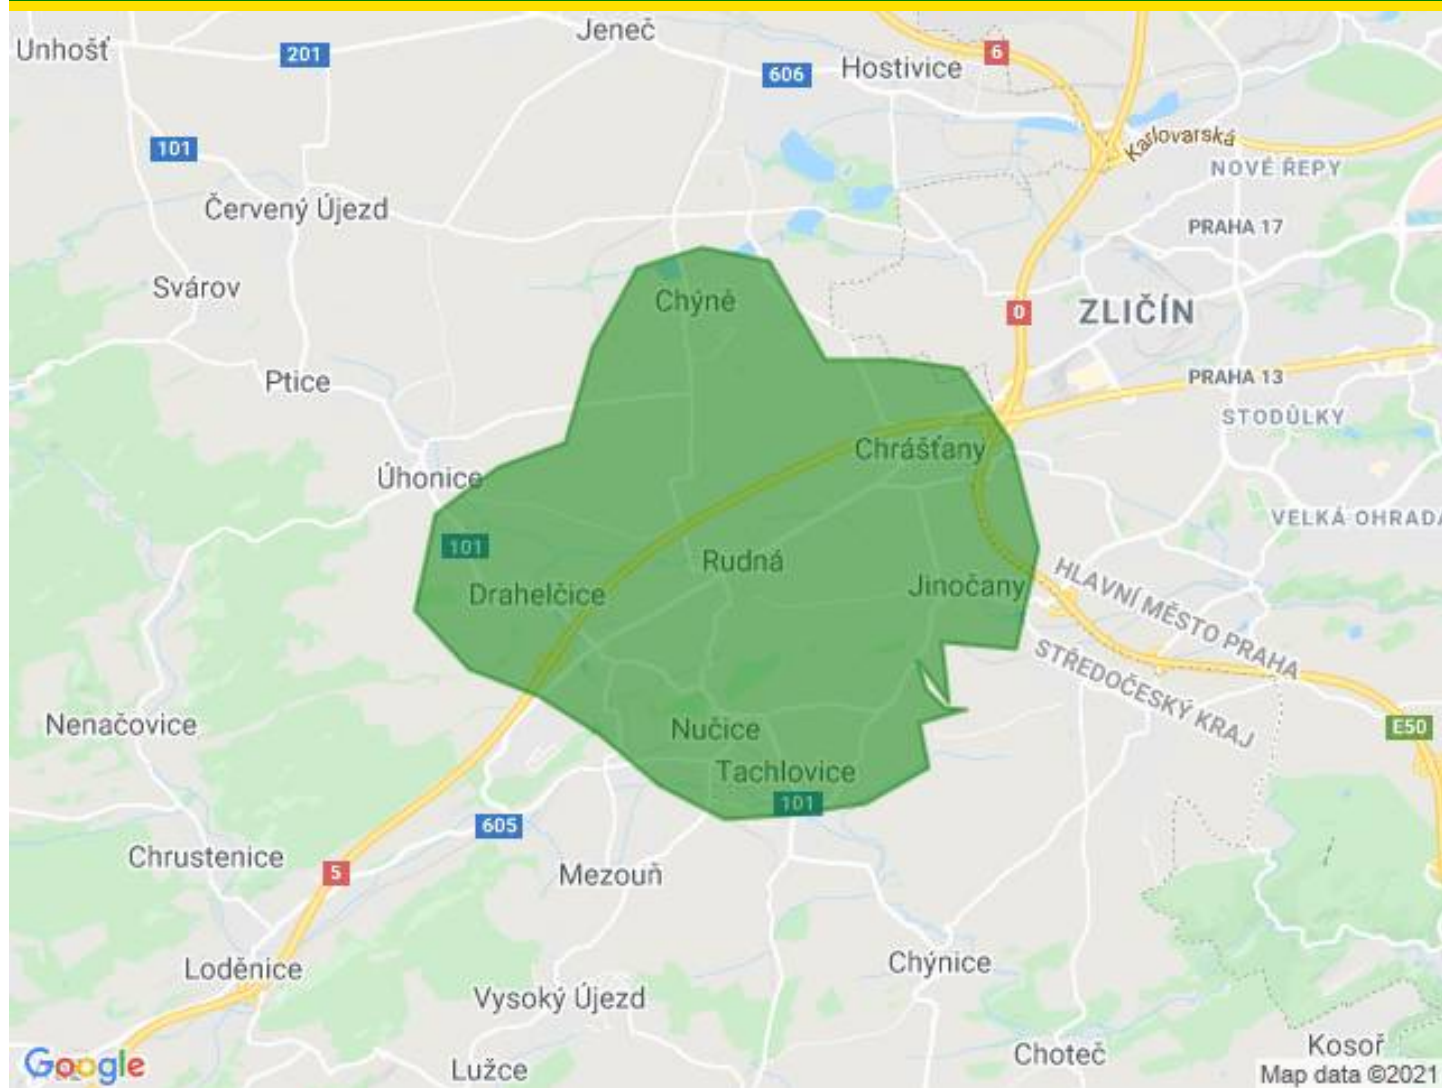 Jeneč
Unhošť
201
6
606
Hostivice
Karlovarská
101
NOVÉ ŘEPY
Červený Újezd
PRAHA 17
Svárov
Chýně
0
ZLIČÍN
Ptice
PRAHA 13
STODŮLKY
Chrášťany
Úhonice
VELKÁ OHRADA
101
Rudná
HLAVNÍ MĚSTO PRAHA
Drahelčice
Jinočany
STŘEDOČESKÝ KRAJ
Nenačovice
Nučice
E50
Tachlovice
101
605
Chrustenice
5
Mezouň
Loděnice
Chýnice
Vysoký Újezd
Google
Lužce
Choteč
Kosoř
Map data ©2021